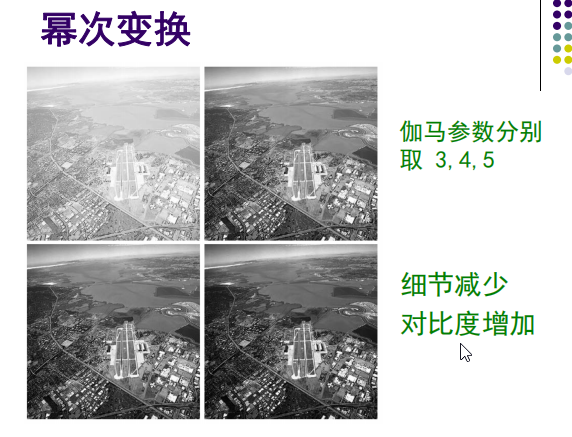 幂次变换
伽马参数分别
取 3,4,5
细节减少
对比度增加